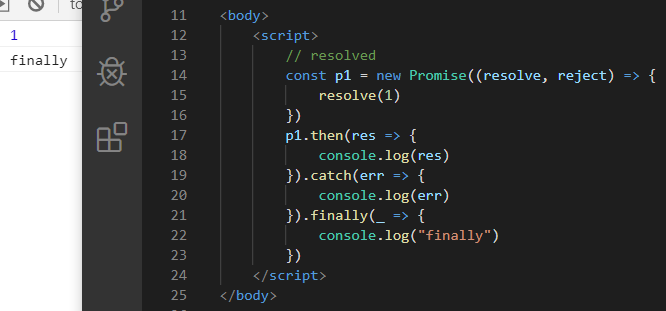 to
1
finally
11 <body>
12 <script>
13 // resolved
14 const p1 = new Promise((resolve, reject) => {
15 resolve(1)
16 })
17 p1.then(res => {
18 console.log(res)
19 }).catch(err => {
20 console.log(err)
21 }).finally(_ => {
22 console.log("finally")
23 })
24 </script>
25 </body>